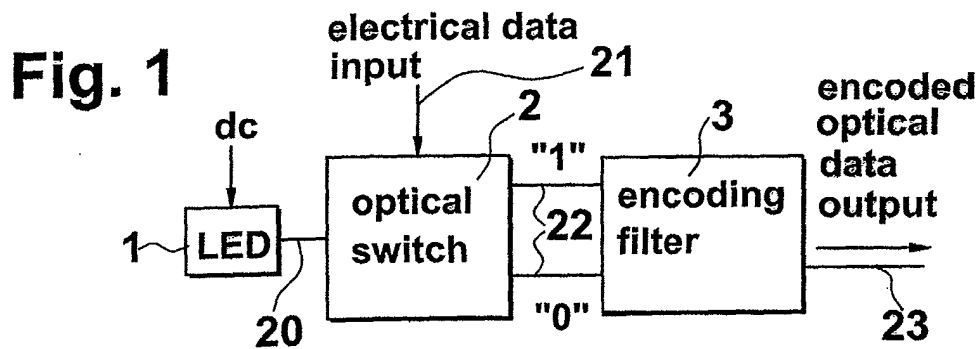 Fig. 1
electrical data
input
21
dc
2
3
encoded
optical
data
output
"1"
1
LED
optical
switch
22
encoding
filter
20
"0"
23